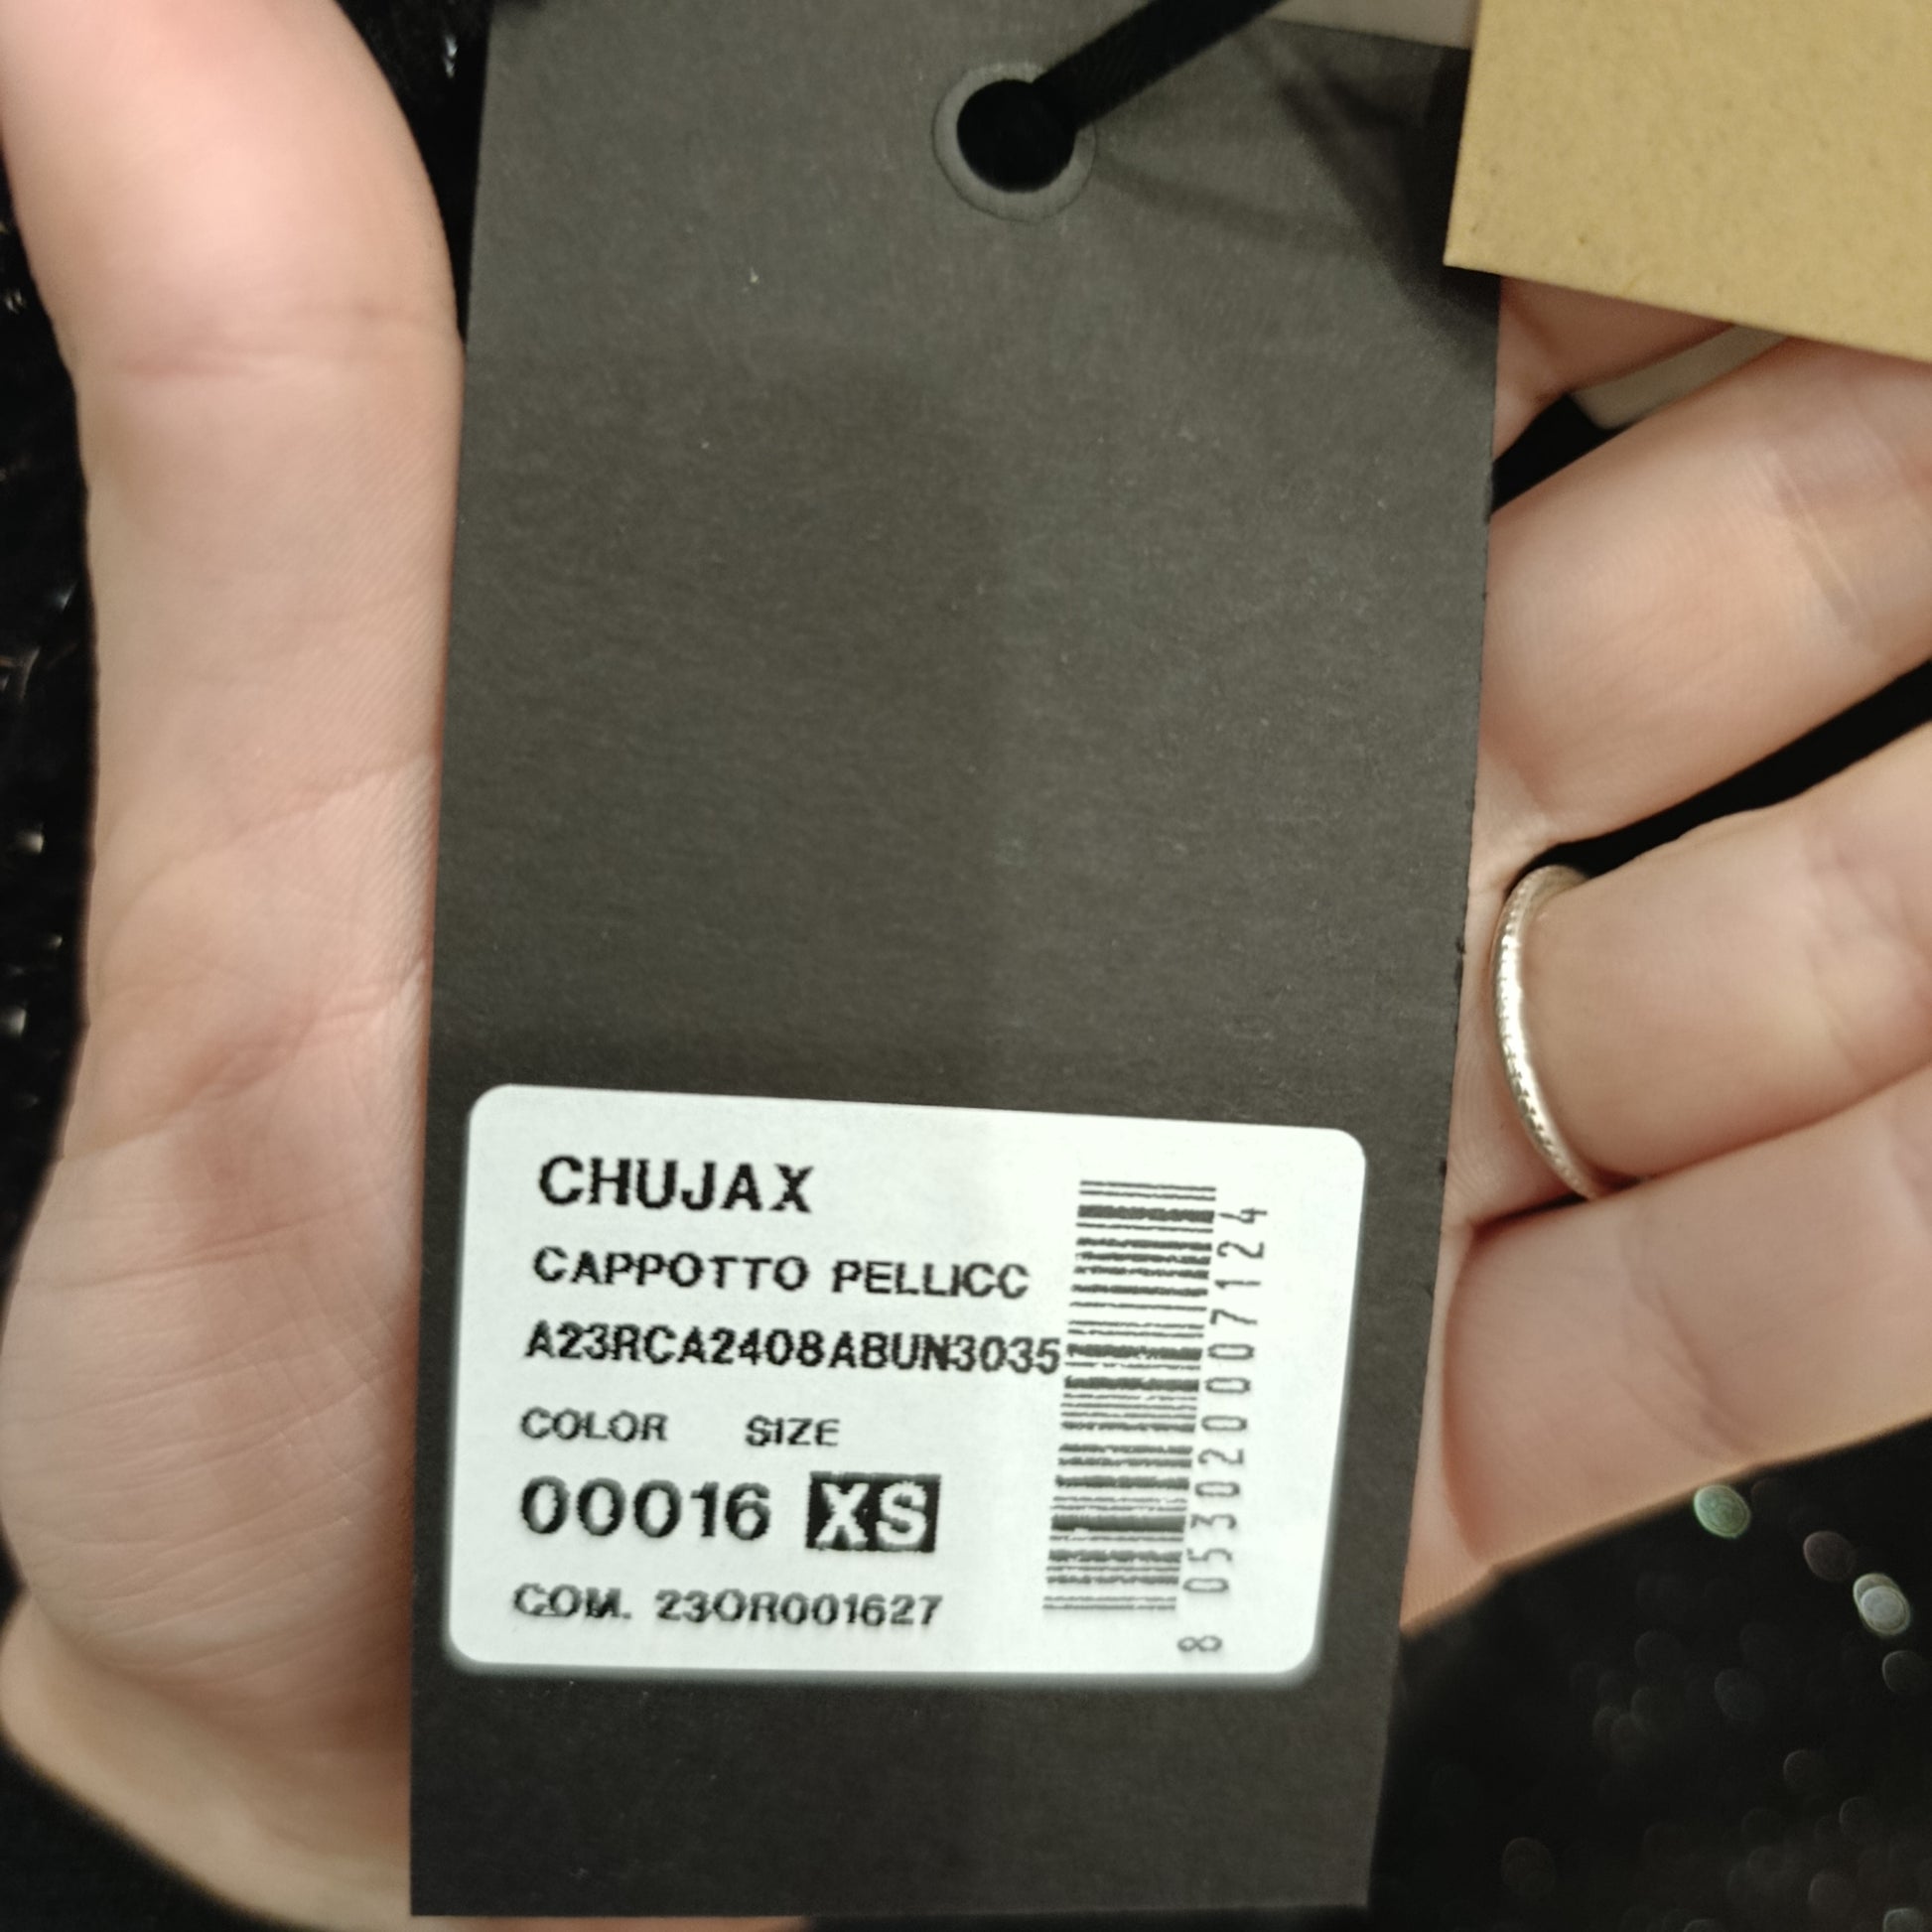 CHUJAX
CAPPOTTO PELLICC
A23RCA2408ABUN3035
COLOR SIZE
00016 XS
COM. 23OR001627
8 053020 007124